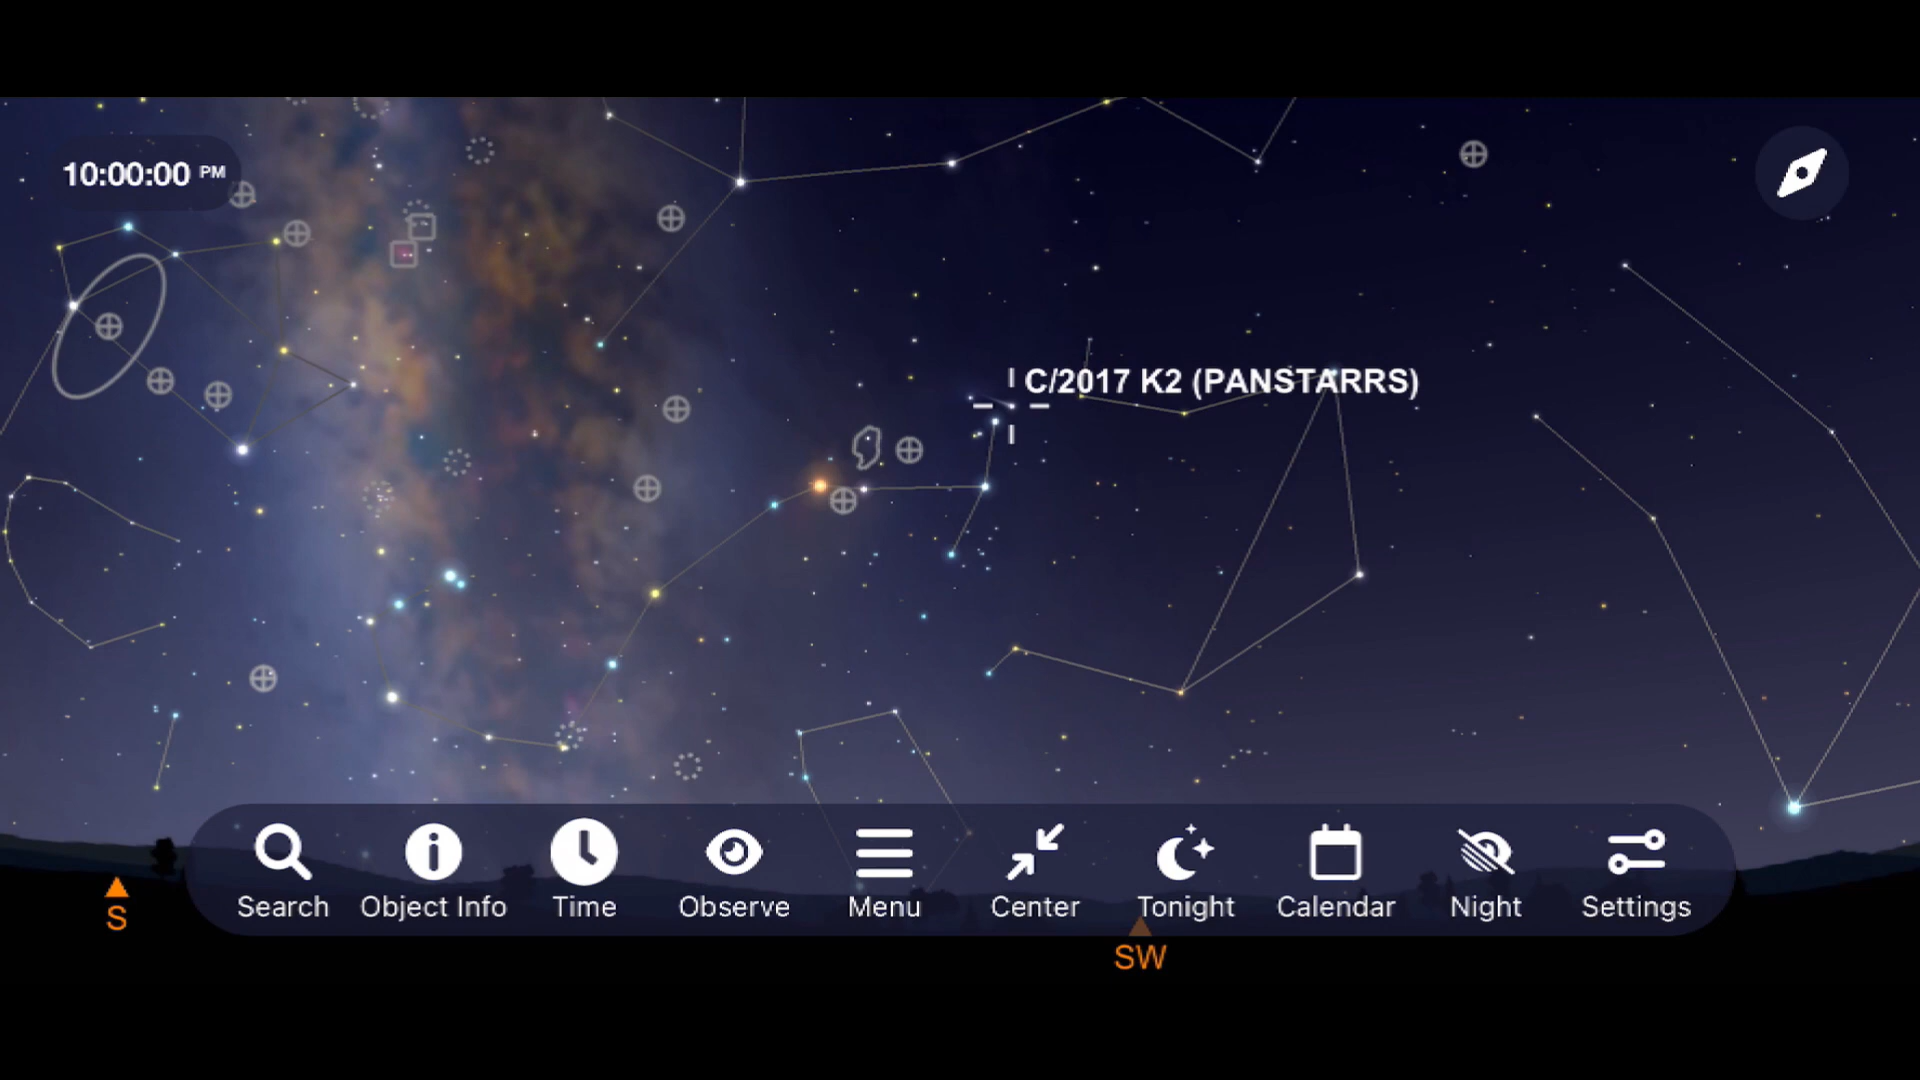 10:00:00 PM
C/2017 K2 (PANSTARRS)
Search Object Info Time Observe Menu Center Tonight Calendar Night Settings
S
SW